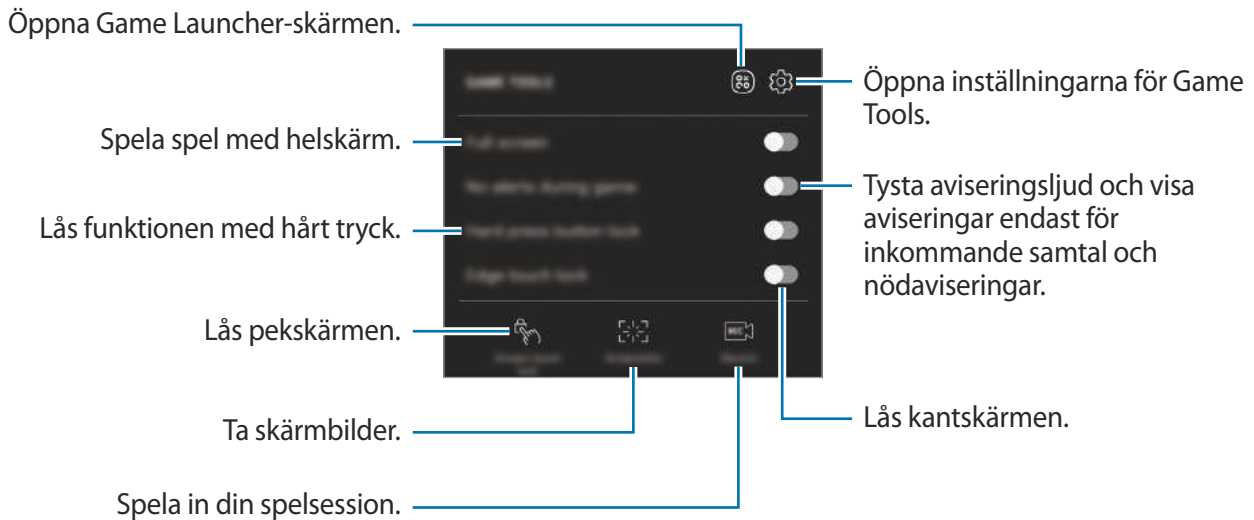 Öppna Game Launcher-skärmen.
GAME TOOLS
Öppna inställningarna för Game
Tools.
Spela spel med helskärm.
Full screen
No alerts during game
Tysta aviseringsljud och visa
aviseringar endast för
inkommande samtal och
nödaviseringar.
Lås funktionen med hårt tryck.
Hard press button lock
Edge touch lock
Lås pekskärmen.
REC
Lås kantskärmen.
Ta skärmbilder.
Spela in din spelsession.